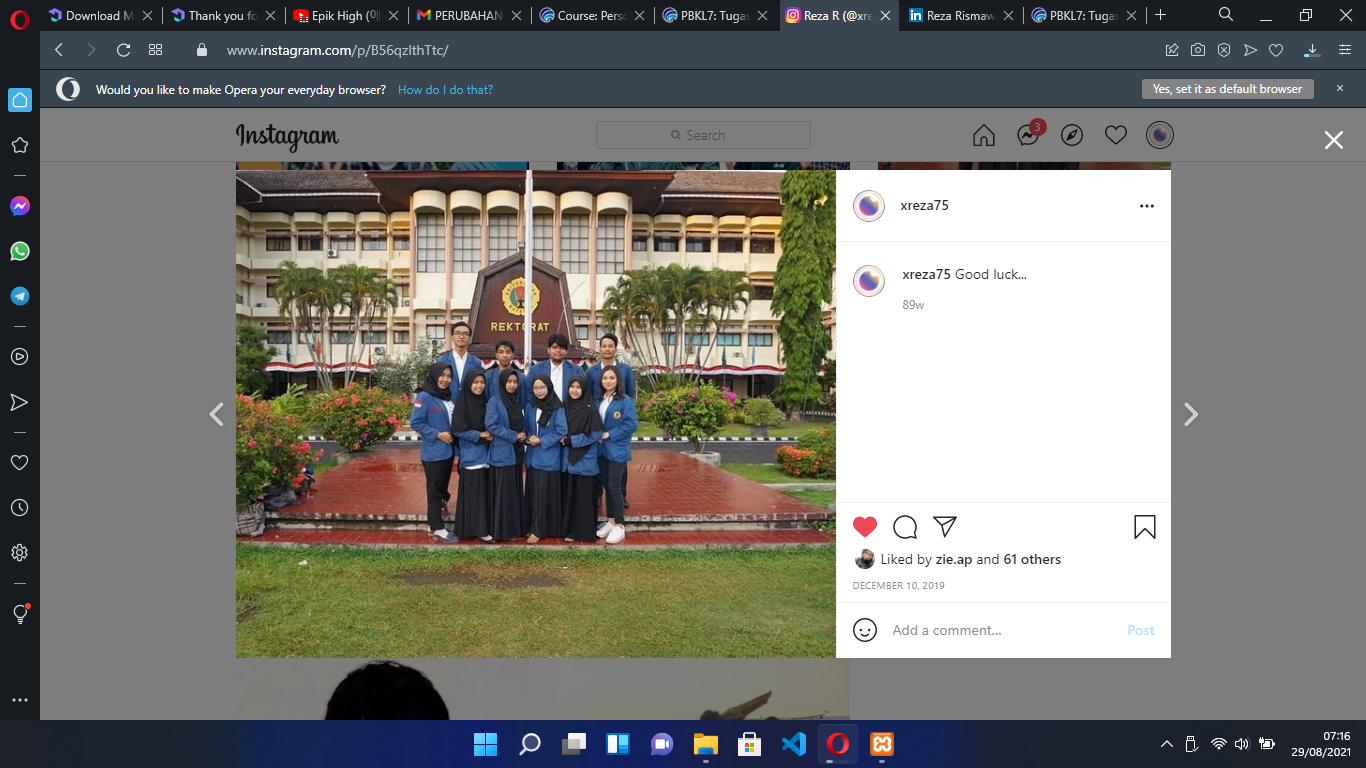 Download M
Thank you fo
Epik High (
PERUBAHAN
Course: Perso
PBKL7: Tugas
Reza R (@xre
Reza Rismaw
PBKL7: Tugas
www.instagram.com/p/B56qzIthTtc/
Would you like to make Opera your everyday browser? How do I do that?
Yes, set it as default browser
Instagram
Search
3
xreza75
REKTORAT
xreza75 Good luck...
89w
Liked by zie.ap and 61 others
DECEMBER 10, 2019
Add a comment...
Post
07:16
29/08/2021